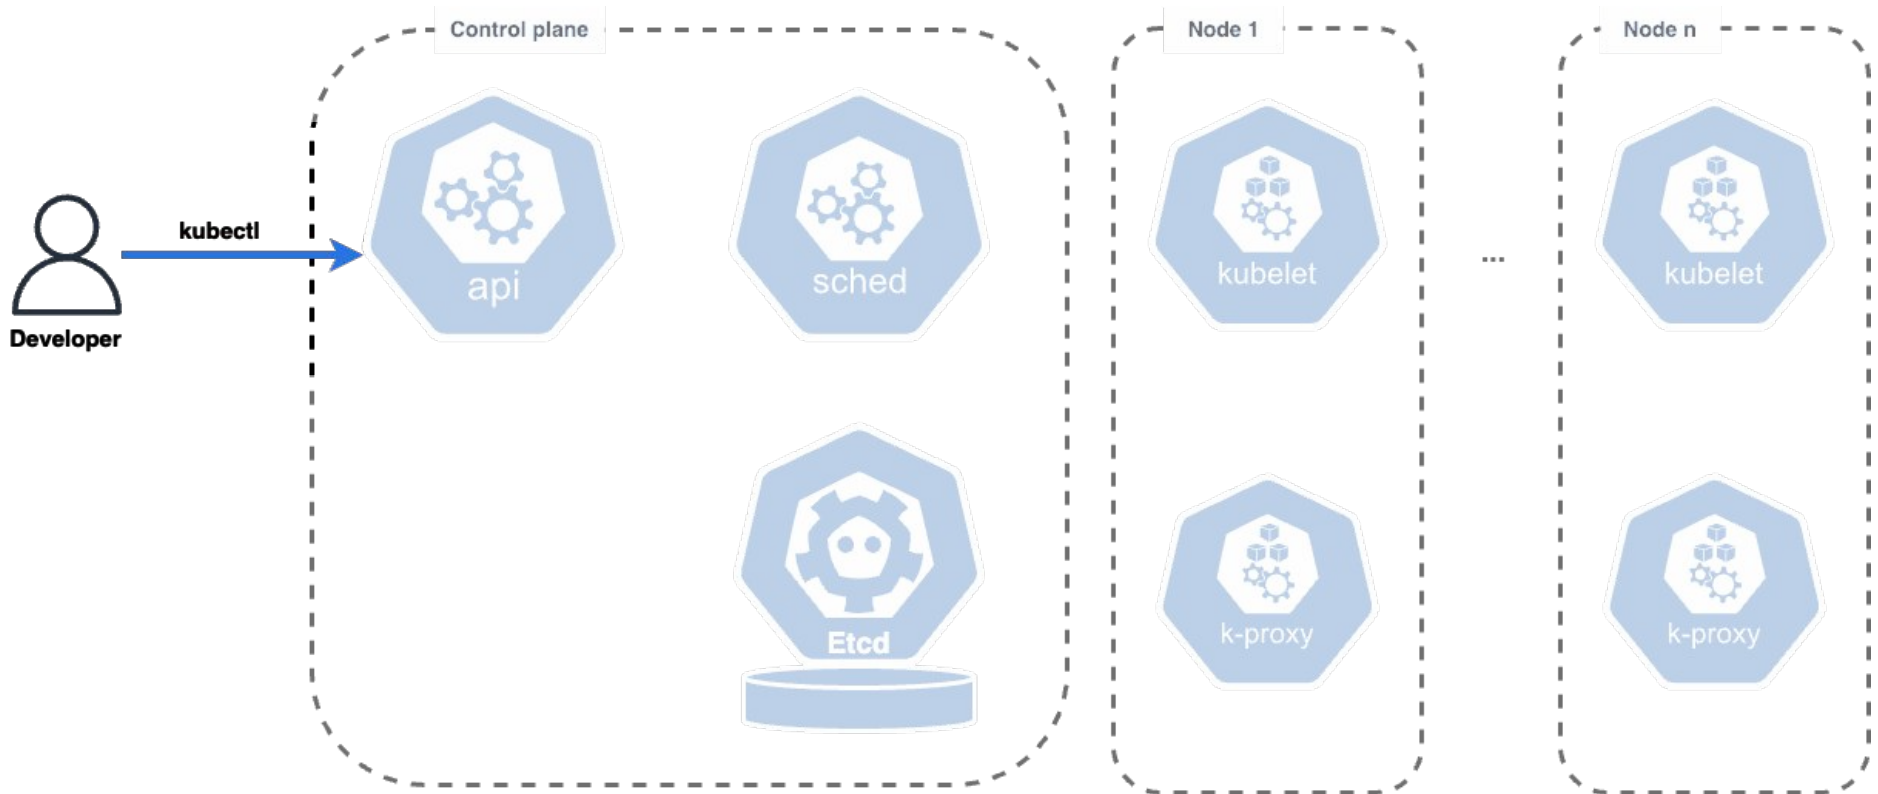 Control plane
Node 1
Node n
kubectl
Developer
api
sched
kubelet
...
kubelet
Etcd
k-proxy
k-proxy